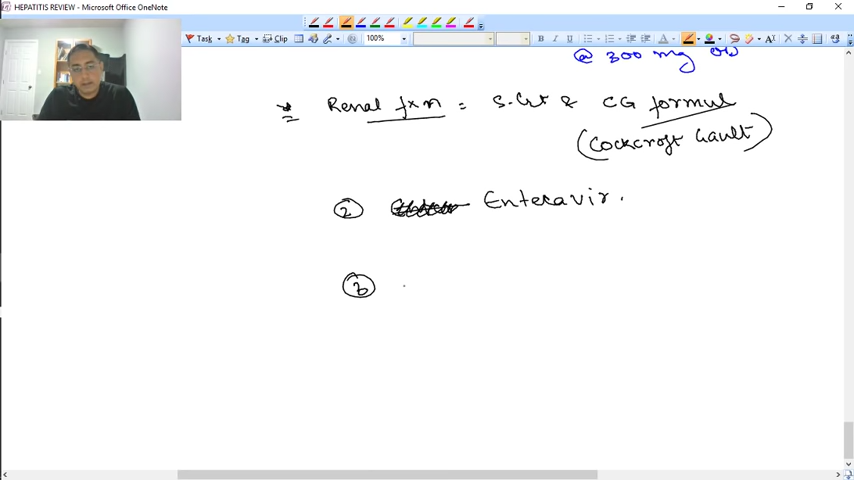 HEPATITIS REVIEW - Microsoft Office OneNote
Task Tag Clip 100%
@ 300 mg OD
Renal fxn = S.Crt & CG formul
(Cockcroft Gault)
2 Enteravir.
3